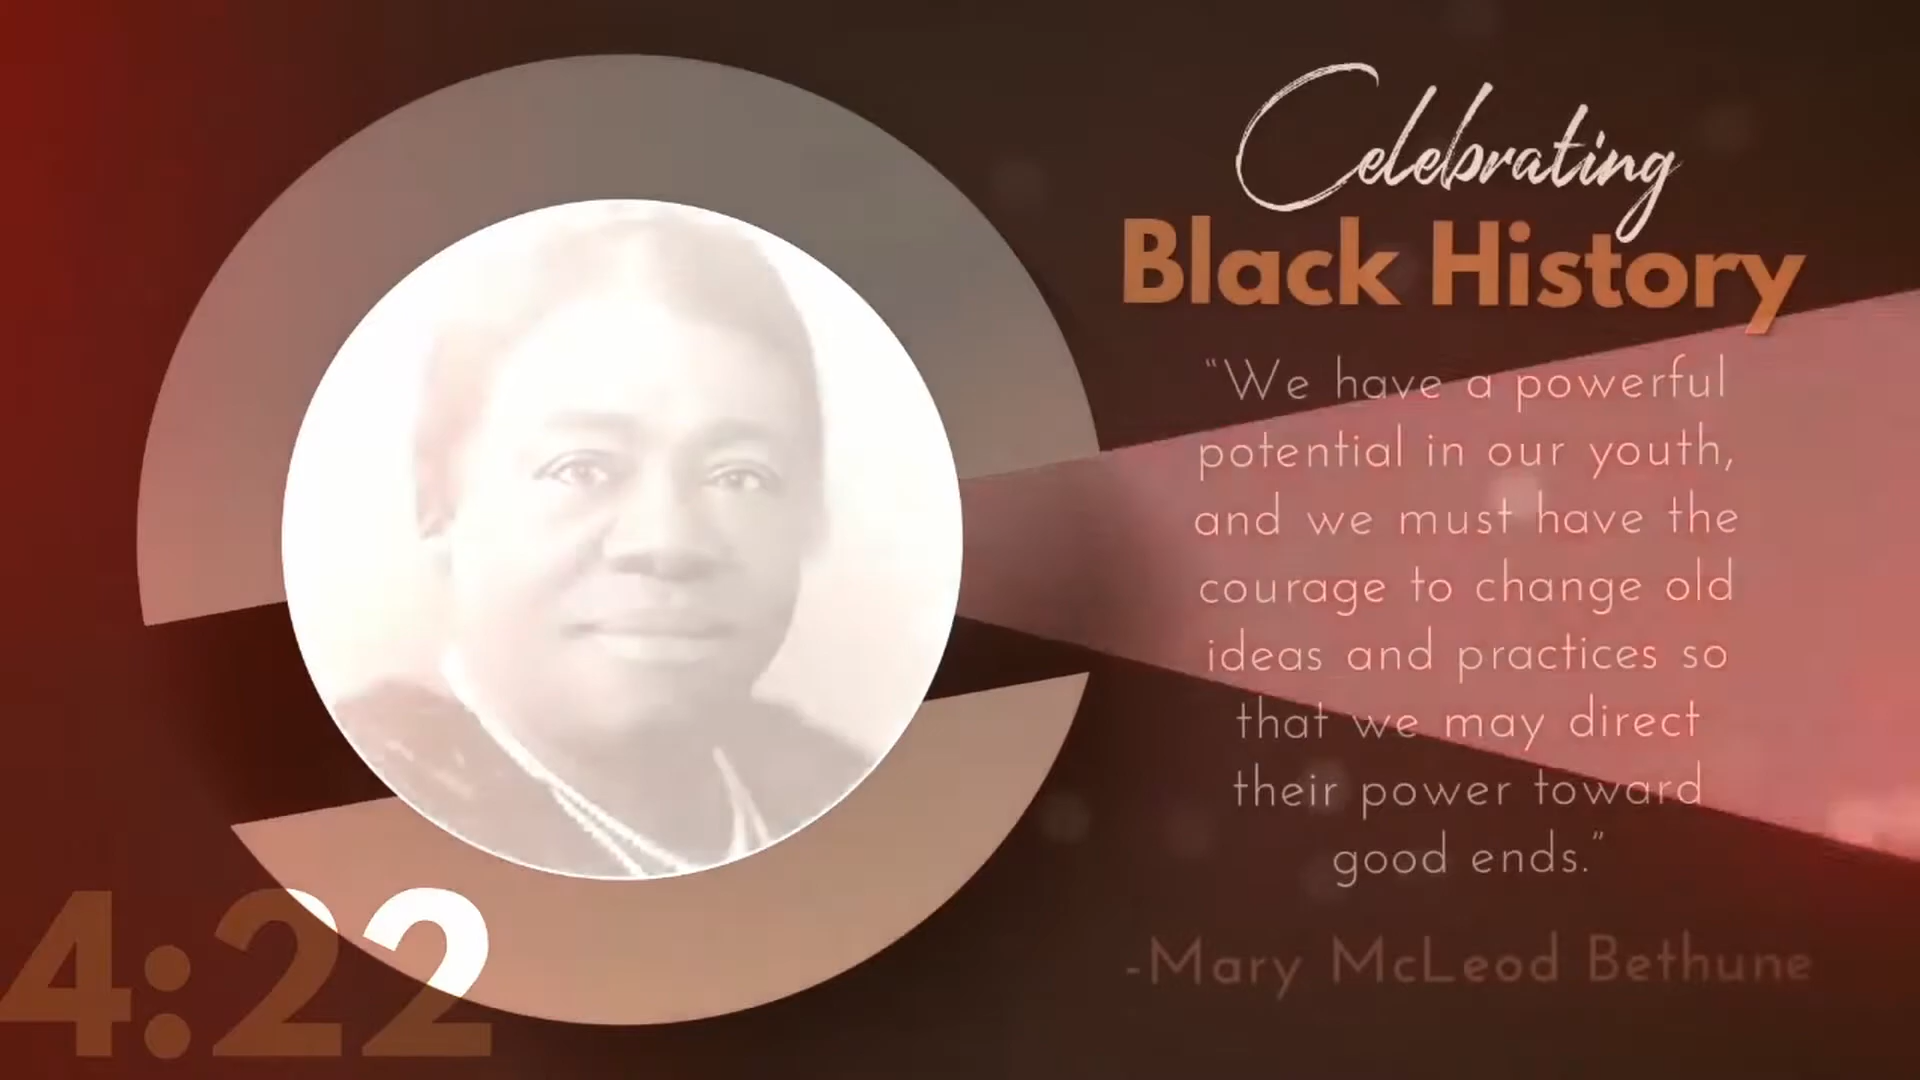 Celebrating
Black History
“We have a powerful
potential in our youth,
and we must have the
courage to change old
ideas and practices so
that we may direct
their power toward
good ends.”
-Mary McLeod Bethune
4:22